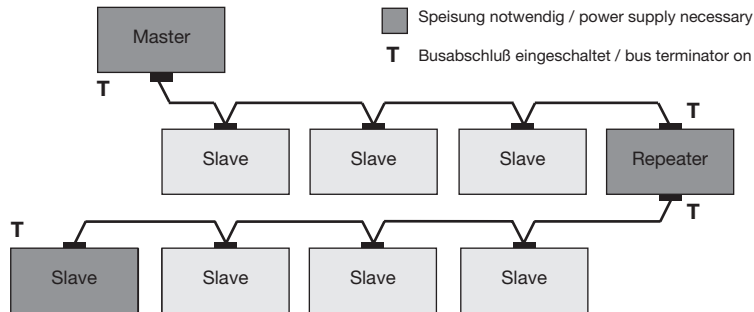 Master
Speisung notwendig / power supply necessary
T Busabschluß eingeschaltet / bus terminator on
T
T
Slave
Slave
Slave
Repeater
T
T
Slave
Slave
Slave
Slave